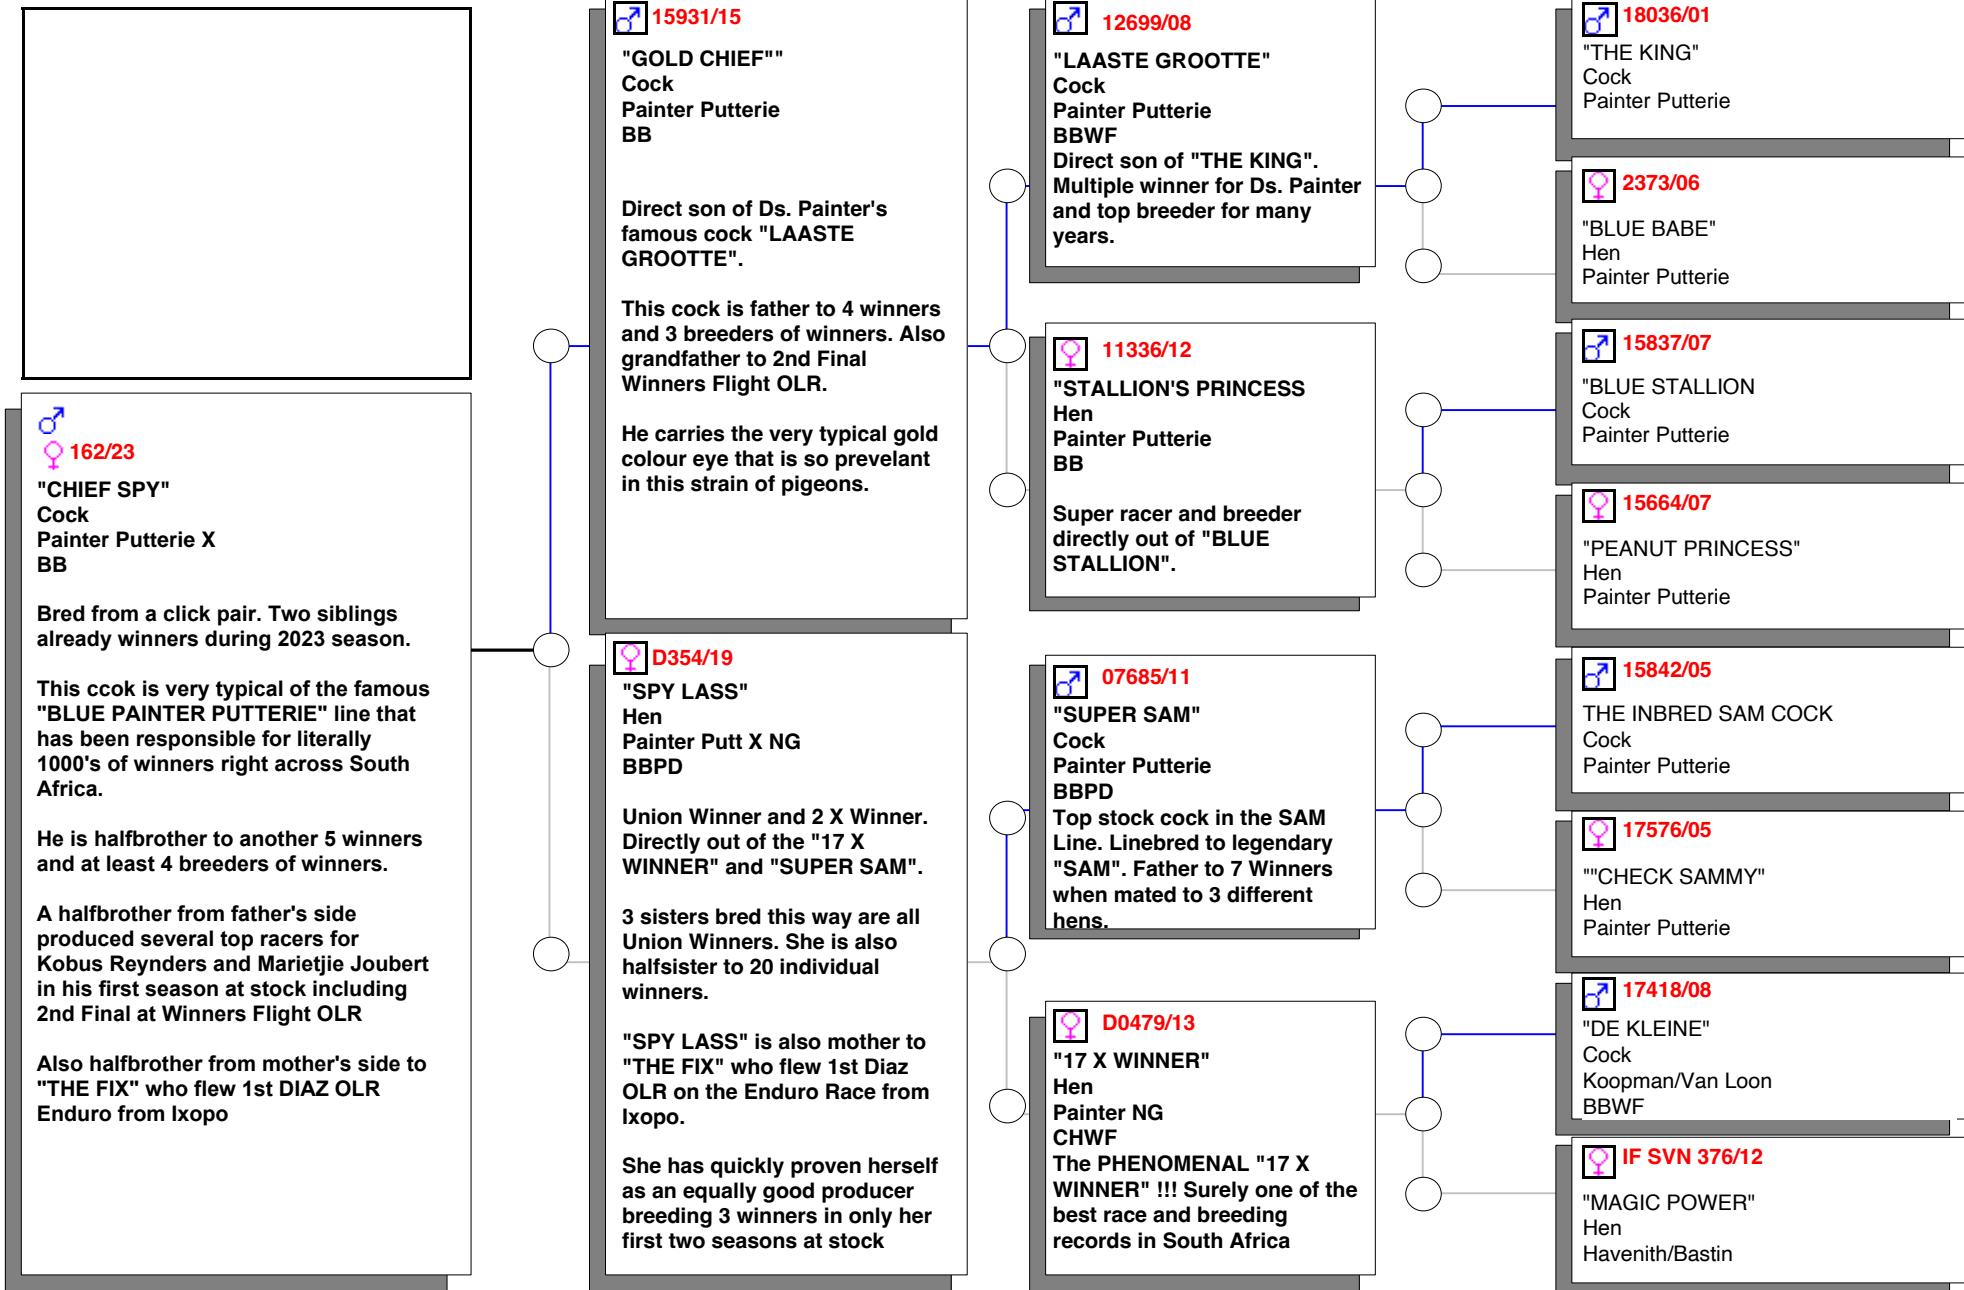 162/23
"CHIEF SPY"
Cock
Painter Putterie X
BB
Bred from a click pair. Two siblings
already winners during 2023 season.
This ccok is very typical of the famous
"BLUE PAINTER PUTTERIE" line that
has been responsible for literally
1000's of winners right across South
Africa.
He is halfbrother to another 5 winners
and at least 4 breeders of winners.
A halfbrother from father's side
produced several top racers for
Kobus Reynders and Marietjie Joubert
in his first season at stock including
2nd Final at Winners Flight OLR
Also halfbrother from mother's side to
"THE FIX" who flew 1st DIAZ OLR
Enduro from Ixopo
15931/15
"GOLD CHIEF""
Cock
Painter Putterie
BB
Direct son of Ds. Painter's
famous cock "LAASTE
GROOTTE".
This cock is father to 4 winners
and 3 breeders of winners. Also
grandfather to 2nd Final
Winners Flight OLR.
He carries the very typical gold
colour eye that is so prevelant
in this strain of pigeons.
D354/19
"SPY LASS"
Hen
Painter Putt X NG
BBPD
Union Winner and 2 X Winner.
Directly out of the "17 X
WINNER" and "SUPER SAM".
3 sisters bred this way are all
Union Winners. She is also
halfsister to 20 individual
winners.
"SPY LASS" is also mother to
"THE FIX" who flew 1st Diaz
OLR on the Enduro Race from
Ixopo.
She has quickly proven herself
as an equally good producer
breeding 3 winners in only her
first two seasons at stock
12699/08
"LAASTE GROOTTE"
Cock
Painter Putterie
BBWF
Direct son of "THE KING".
Multiple winner for Ds. Painter
and top breeder for many
years.
11336/12
"STALLION'S PRINCESS
Hen
Painter Putterie
BB
Super racer and breeder
directly out of "BLUE
STALLION".
07685/11
"SUPER SAM"
Cock
Painter Putterie
BBPD
Top stock cock in the SAM
Line. Linebred to legendary
"SAM". Father to 7 Winners
when mated to 3 different
hens.
D0479/13
"17 X WINNER"
Hen
Painter NG
CHWF
The PHENOMENAL "17 X
WINNER" !!! Surely one of the
best race and breeding
records in South Africa
18036/01
"THE KING"
Cock
Painter Putterie
2373/06
"BLUE BABE"
Hen
Painter Putterie
15837/07
"BLUE STALLION
Cock
Painter Putterie
15664/07
"PEANUT PRINCESS"
Hen
Painter Putterie
15842/05
THE INBRED SAM COCK
Cock
Painter Putterie
17576/05
""CHECK SAMMY"
Hen
Painter Putterie
17418/08
"DE KLEINE"
Cock
Koopman/Van Loon
BBWF
IF SVN 376/12
"MAGIC POWER"
Hen
Havenith/Bastin